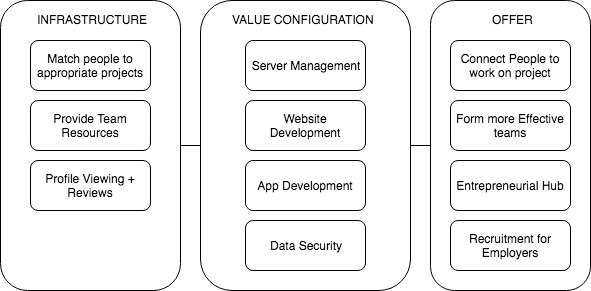 INFRASTRUCTURE
Match people to
appropriate projects
Provide Team
Resources
Profile Viewing +
Reviews
VALUE CONFIGURATION
Server Management
Website
Development
App Development
Data Security
OFFER
Connect People to
work on project
Form more Effective
teams
Entrepreneurial Hub
Recruitment for
Employers